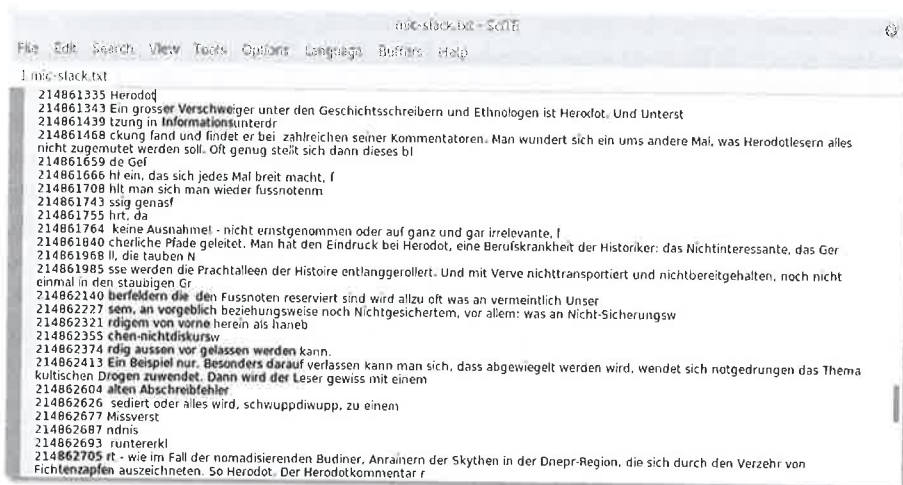 mic-slack.txt - SciTE
File Edit Search View Tools Options Language Buffers Help
1 mic-slack.txt
214861335 Herodot
214861343 Ein grosser Verschweiger unter den Geschichtsschreibern und Ethnologen ist Herodot. Und Unterst
214861439 tzung in Informationsunterdr
214861468 ckung fand und findet er bei  zahlreichen seiner Kommentatoren. Man wundert sich ein ums andere Mal, was Herodotlesern alles
nicht zugemutet werden soll. Oft genug stellt sich dann dieses bl
214861659 de Gef
214861666 hl ein, das sich jedes Mal breit macht, f
214861708 hlt man sich man wieder fussnotenm
214861743 ssig genasf
214861755 hrt, da
214861764  keine Ausnahme! - nicht ernstgenommen oder auf ganz und gar irrelevante, l
214861840 cherliche Pfade geleitet. Man hat den Eindruck bei Herodot, eine Berufskrankheit der Historiker: das Nichtinteressante, das Ger
214861968 ll, die tauben N
214861985 sse werden die Prachtalleen der Histoire entlanggerollert. Und mit Verve nichttransportiert und nichtbereitgehalten, noch nicht
einmal in den staubigen Gr
214862140 berfeldern die den Fussnoten reserviert sind wird allzu oft was an vermeintlich Unser
214862227 sem, an vorgeblich beziehungsweise noch Nichtgesichertem, vor allem: was an Nicht-Sicherungsw
214862321 rdigem von vorne herein als haneb
214862355 chen-nichtdiskursw
214862374 rdig aussen vor gelassen werden kann.
214862413 Ein Beispiel nur. Besonders darauf verlassen kann man sich, dass abgewiegelt werden wird, wendet sich notgedrungen das Thema
kultischen Drogen zuwendet. Dann wird der Leser gewiss mit einem
214862604 alten Abschreibfehler
214862626  sediert oder alles wird, schwuppdiwupp, zu einem
214862677 Missverst
214862687 ndnis
214862693  runtererkl
214862705 rt - wie im Fall der nomadisierenden Budiner, Anrainern der Skythen in der Dnepr-Region, die sich durch den Verzehr von
Fichtenzapfen auszeichneten. So Herodot. Der Herodotkommentar r